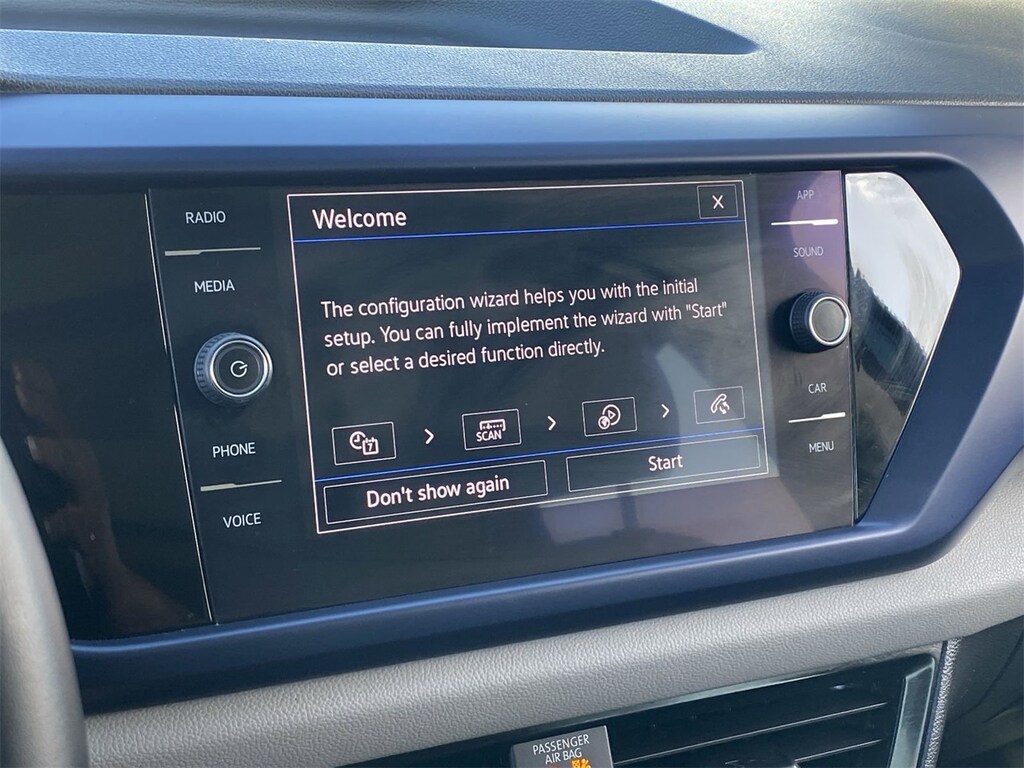 RADIO
MEDIA
PHONE
VOICE
Welcome
X
The configuration wizard helps you with the initial
setup. You can fully implement the wizard with "Start"
or select a desired function directly.
7
SCAN
Don't show again
Start
APP
SOUND
CAR
MENU
PASSENGER
AIR BAG